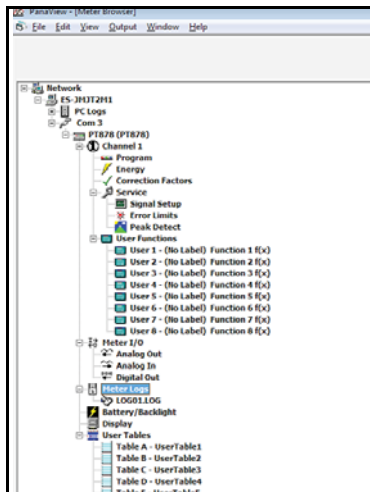 PanaView - [Meter Browser]
File Edit View Output Window Help
Network
ES-JMJT2M1
PC Logs
Com 3
PT878 (PT878)
Channel 1
Program
Energy
Correction Factors
Service
Signal Setup
Error Limits
Peak Detect
User Functions
User 1 - (No Label) Function 1 f(x)
User 2 - (No Label) Function 2 f(x)
User 3 - (No Label) Function 3 f(x)
User 4 - (No Label) Function 4 f(x)
User 5 - (No Label) Function 5 f(x)
User 6 - (No Label) Function 6 f(x)
User 7 - (No Label) Function 7 f(x)
User 8 - (No Label) Function 8 f(x)
Meter I/O
Analog Out
Analog In
Digital Out
Meter Logs
LOG01.LOG
Battery/Backlight
Display
User Tables
Table A - UserTable1
Table B - UserTable2
Table C - UserTable3
Table D - UserTable4